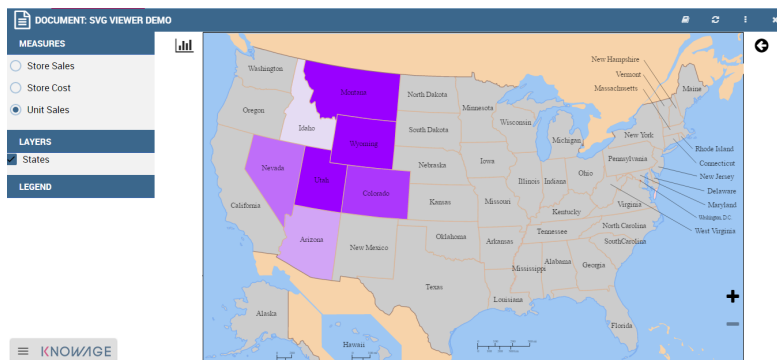 DOCUMENT: SVG VIEWER DEMO
MEASURES
Store Sales
Store Cost
Unit Sales
LAYERS
States
LEGEND
KNOWAGE
Washington
Oregon
California
Idaho
Nevada
Montana
Wyoming
Utah
Colorado
Arizona
New Mexico
North Dakota
South Dakota
Nebraska
Kansas
Oklahoma
Texas
Minnesota
Iowa
Missouri
Arkansas
Louisiana
Wisconsin
Illinois
Indiana
Michigan
Ohio
Kentucky
Tennessee
Mississippi
Alabama
Georgia
Florida
SouthCarolina
North Carolina
Virginia
Pennsylvania
New York
Maine
New Hampshire
Vermont
Massachusetts
Rhode Island
Connecticut
New Jersey
Delaware
Maryland
Washington, D.C.
West Virginia
Alaska
Hawaii